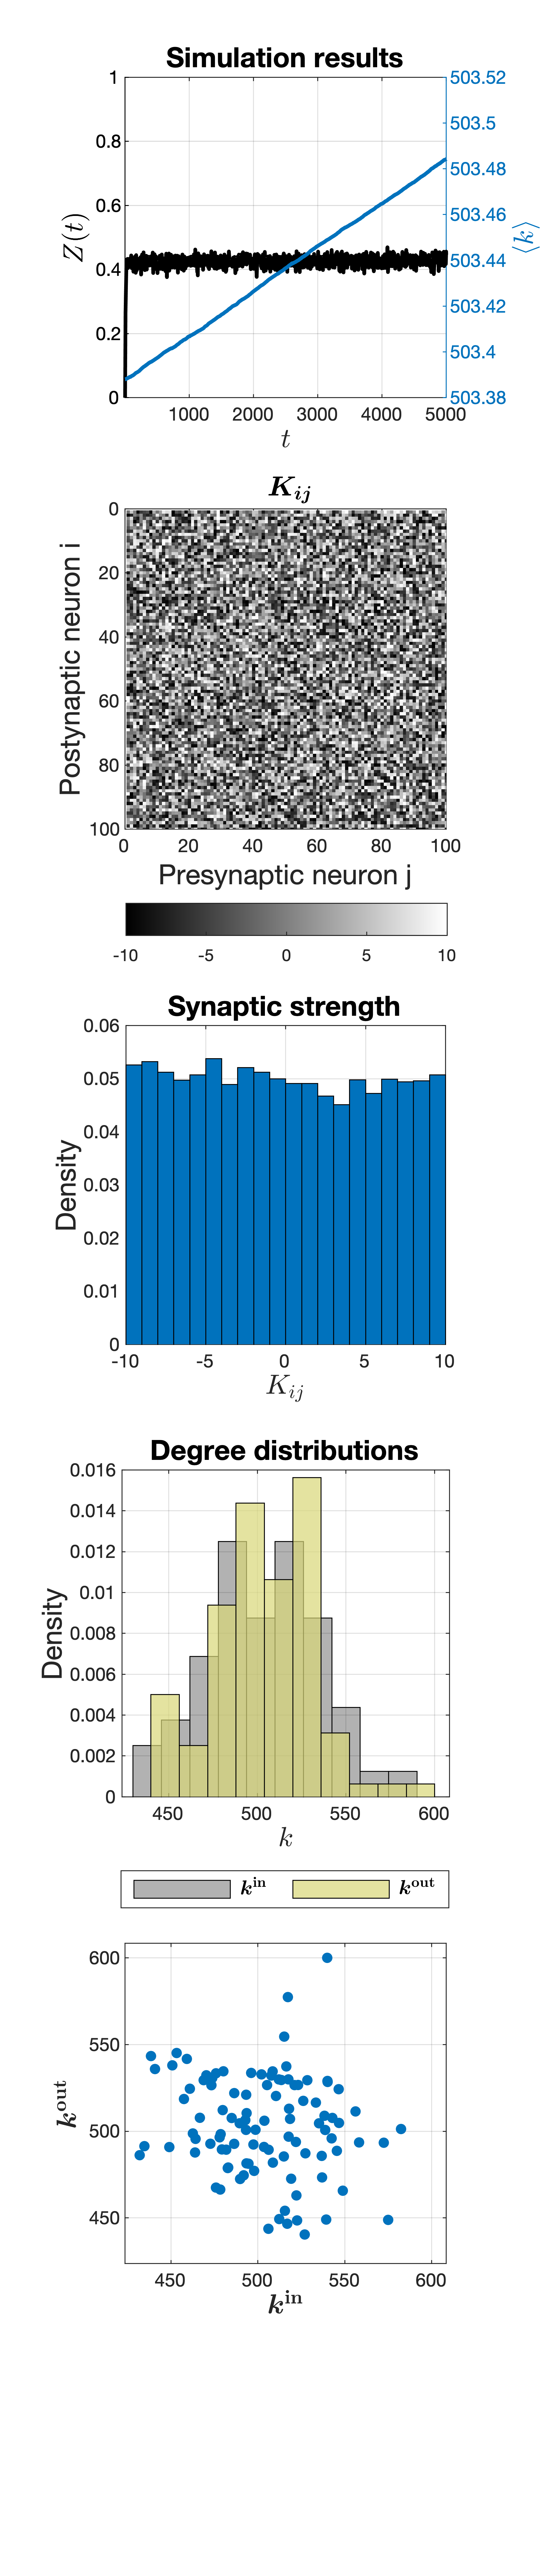 Simulation results
1
0.8
0.6
0.4
0.2
0
Z(t)
503.52
503.5
503.48
503.46
503.44
503.42
503.4
503.38
⟨k⟩
1000 2000 3000 4000 5000
t
K_{ij}
0
20
40
60
80
100
Postynaptic neuron i
0 20 40 60 80 100
Presynaptic neuron j
-10 -5 0 5 10
Synaptic strength
0.06
0.05
0.04
0.03
0.02
0.01
0
Density
-10 -5 0 5 10
K_{ij}
Degree distributions
0.016
0.014
0.012
0.01
0.008
0.006
0.004
0.002
0
Density
450 500 550 600
k
k^{in} k^{out}
600
550
500
450
k^{out}
450 500 550 600
k^{in}